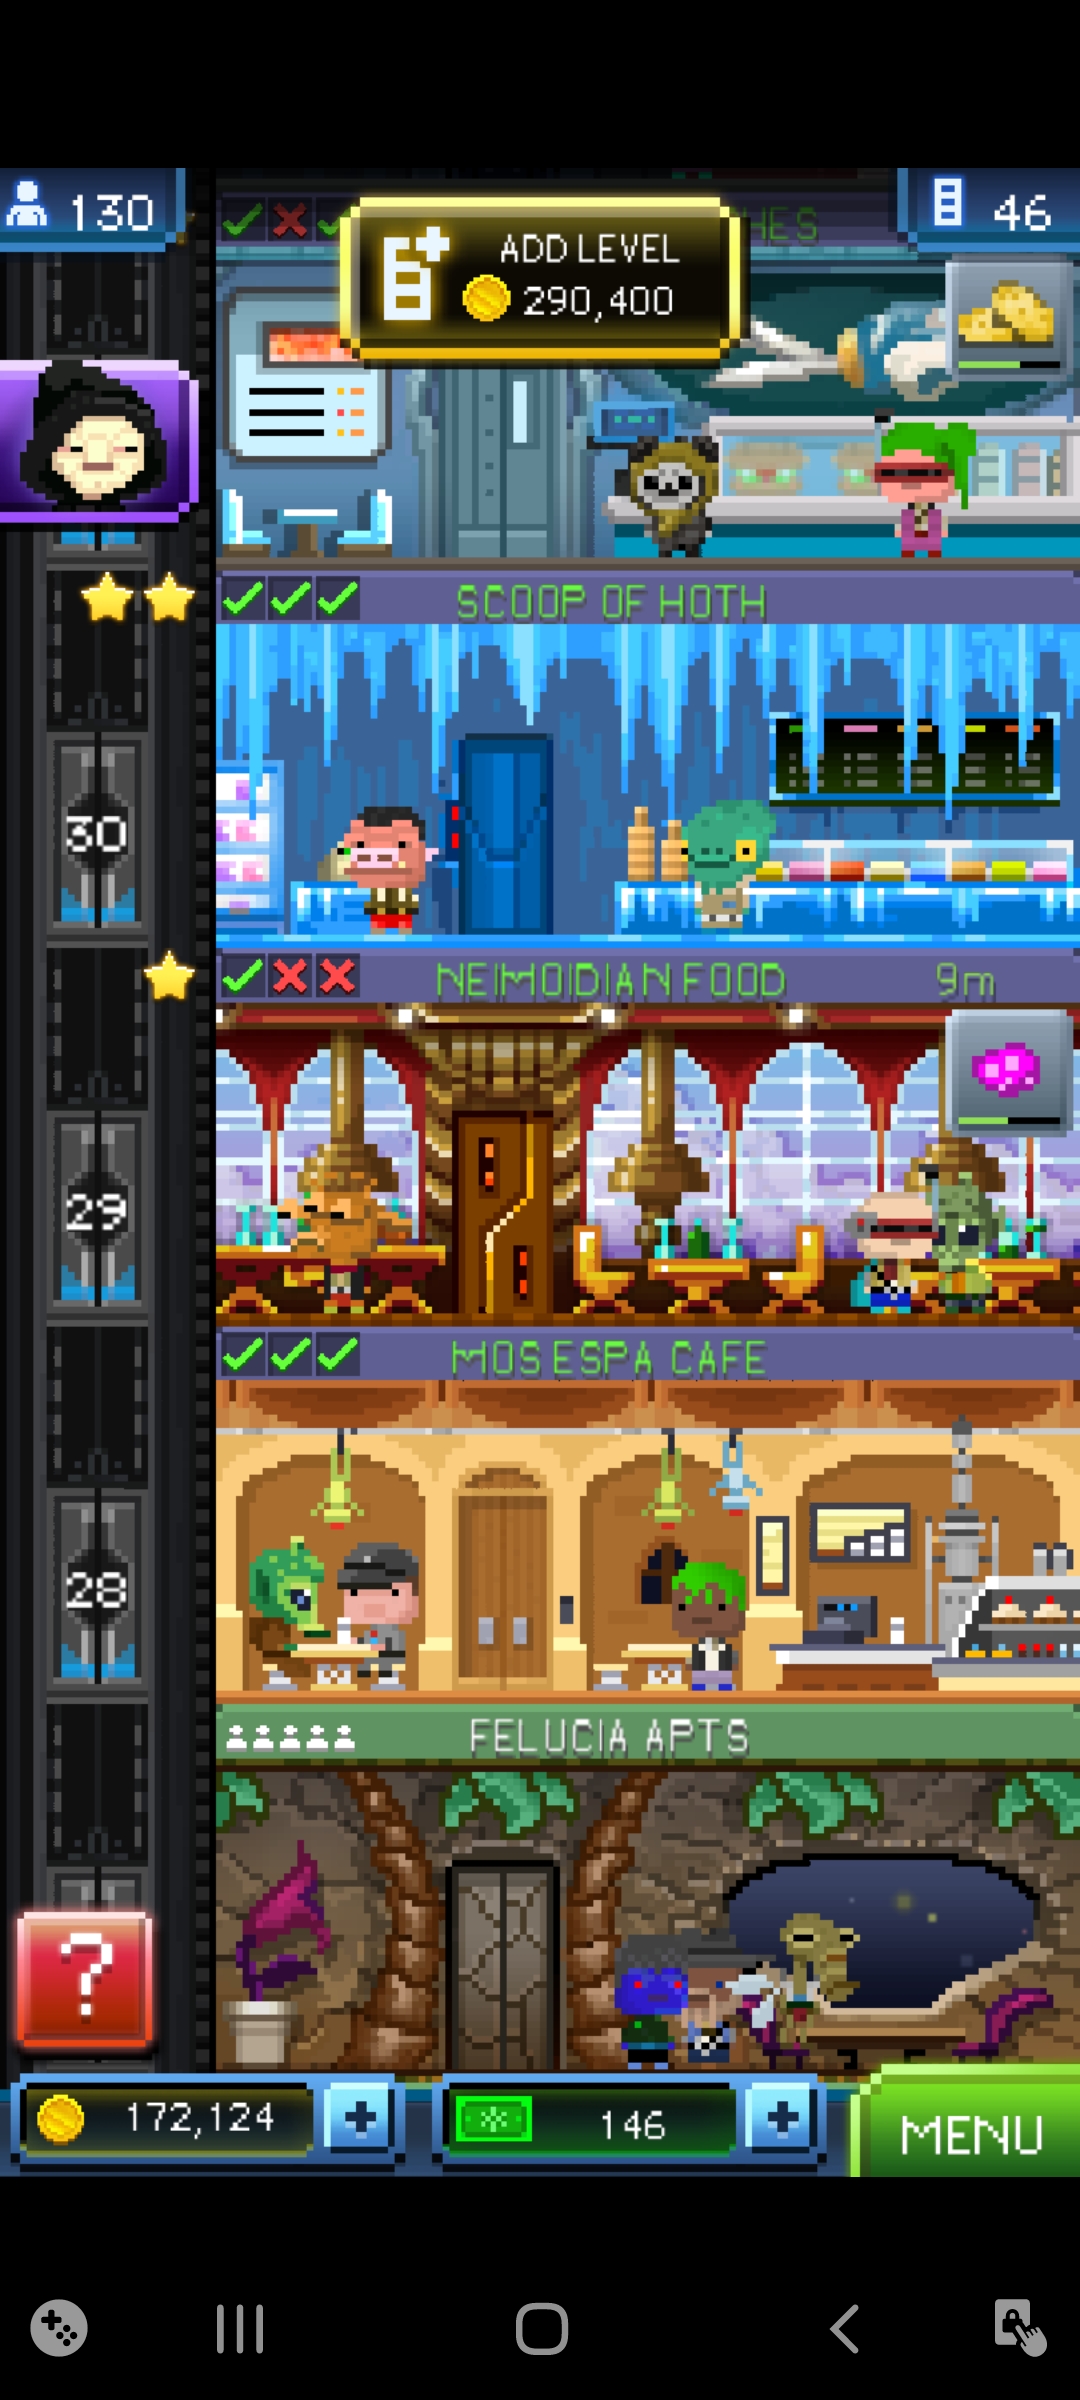 130
46
HES
ADD LEVEL
290,400
SCOOP OF HOTH
30
NEIMOIDIAN FOOD 9m
29
MOS ESPA CAFE
28
FELUCIA APTS
?
172,124 +
146 +
MENU